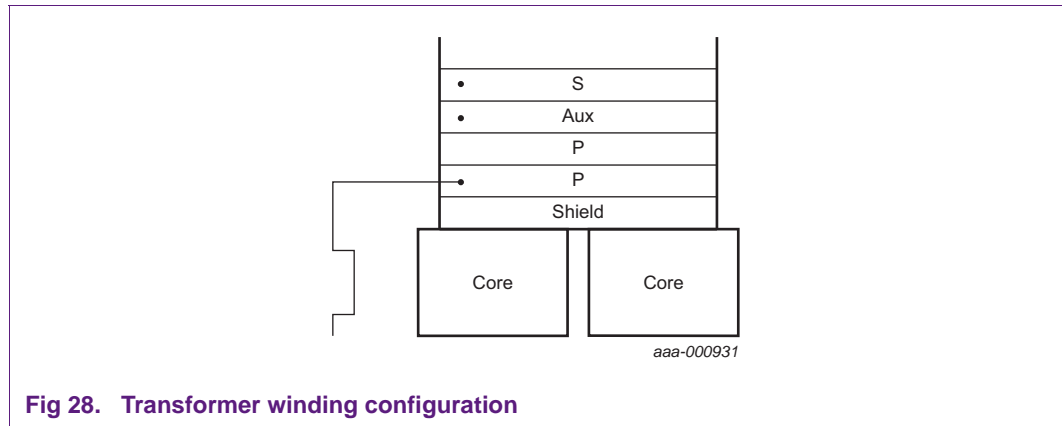 S
Aux
P
P
Shield
Core Core
aaa-000931
Fig 28. Transformer winding configuration